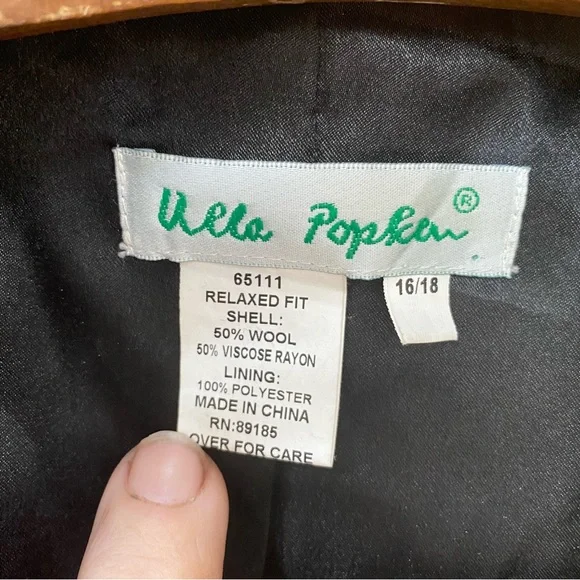 Ulla Popken ®
65111
RELAXED FIT
SHELL:
50% WOOL
50% VISCOSE RAYON
LINING:
100% POLYESTER
MADE IN CHINA
RN:89185
OVER FOR CARE
16/18